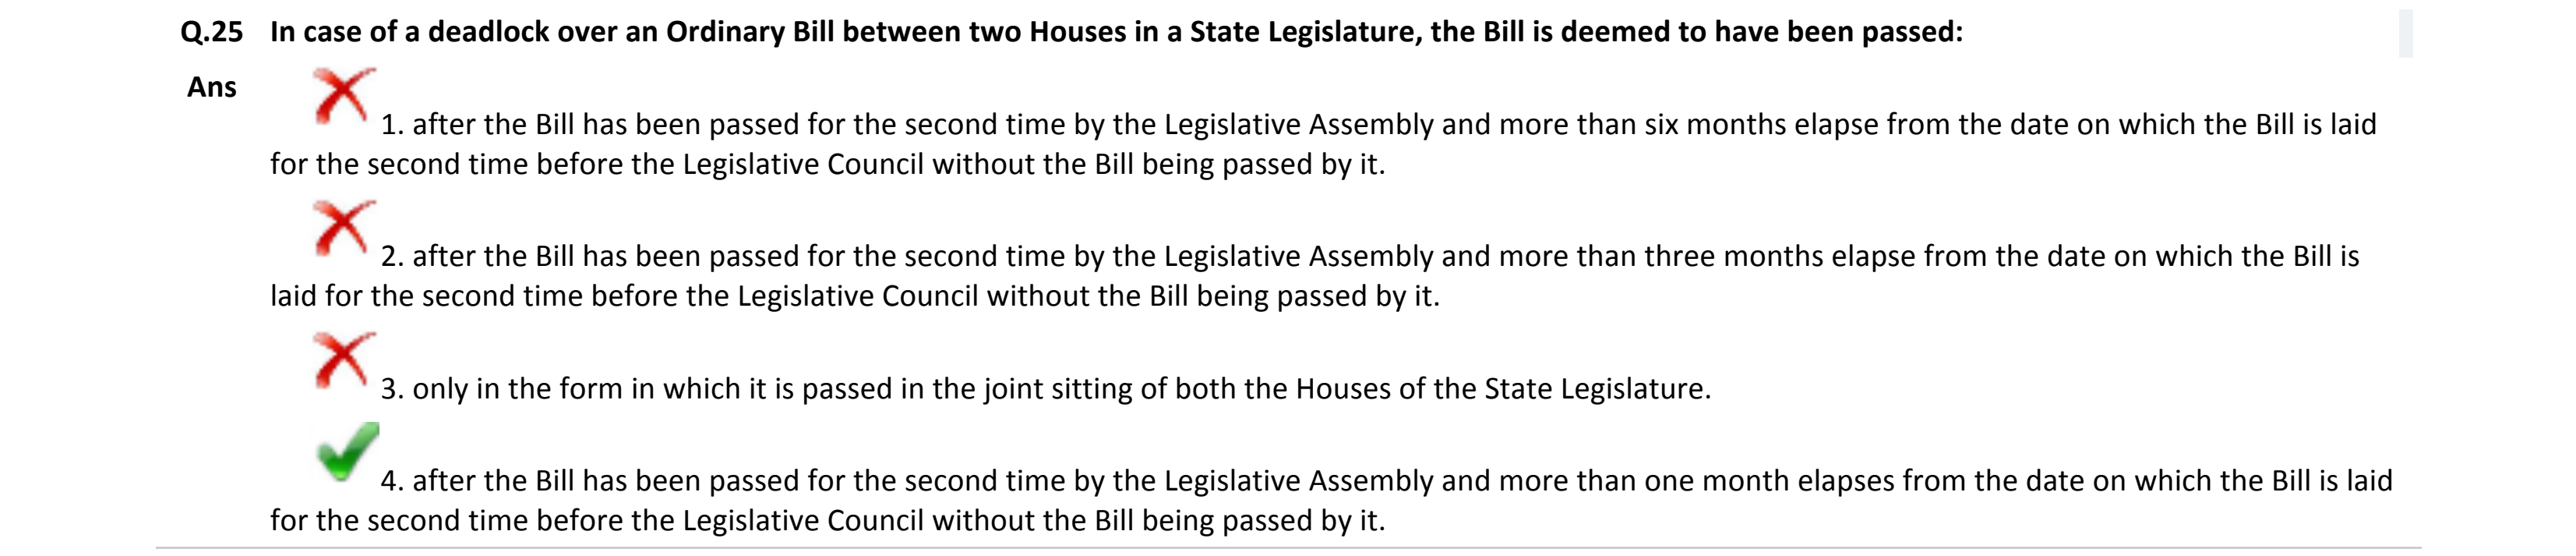 Q.25 In case of a deadlock over an Ordinary Bill between two Houses in a State Legislature, the Bill is deemed to have been passed:
Ans
1. after the Bill has been passed for the second time by the Legislative Assembly and more than six months elapse from the date on which the Bill is laid
for the second time before the Legislative Council without the Bill being passed by it.
2. after the Bill has been passed for the second time by the Legislative Assembly and more than three months elapse from the date on which the Bill is
laid for the second time before the Legislative Council without the Bill being passed by it.
3. only in the form in which it is passed in the joint sitting of both the Houses of the State Legislature.
4. after the Bill has been passed for the second time by the Legislative Assembly and more than one month elapses from the date on which the Bill is laid
for the second time before the Legislative Council without the Bill being passed by it.